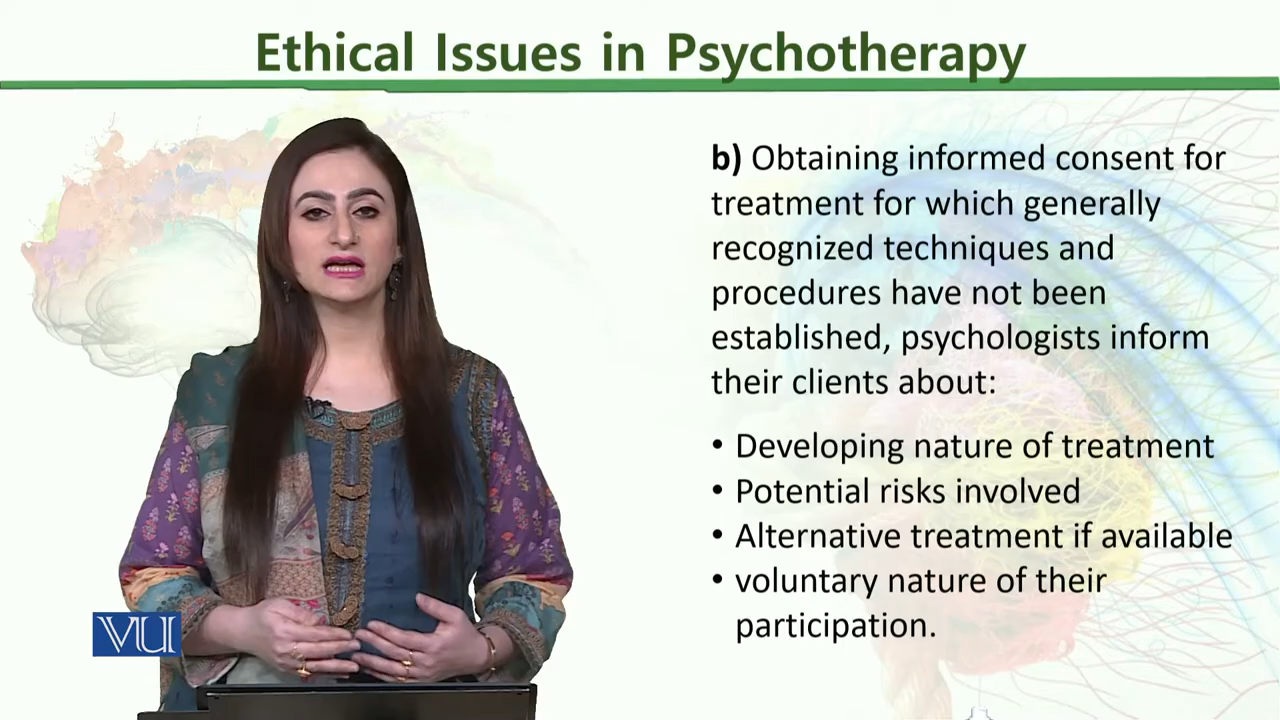 Ethical Issues in Psychotherapy
b) Obtaining informed consent for
treatment for which generally
recognized techniques and
procedures have not been
established, psychologists inform
their clients about:
• Developing nature of treatment
• Potential risks involved
• Alternative treatment if available
• voluntary nature of their
participation.
VU